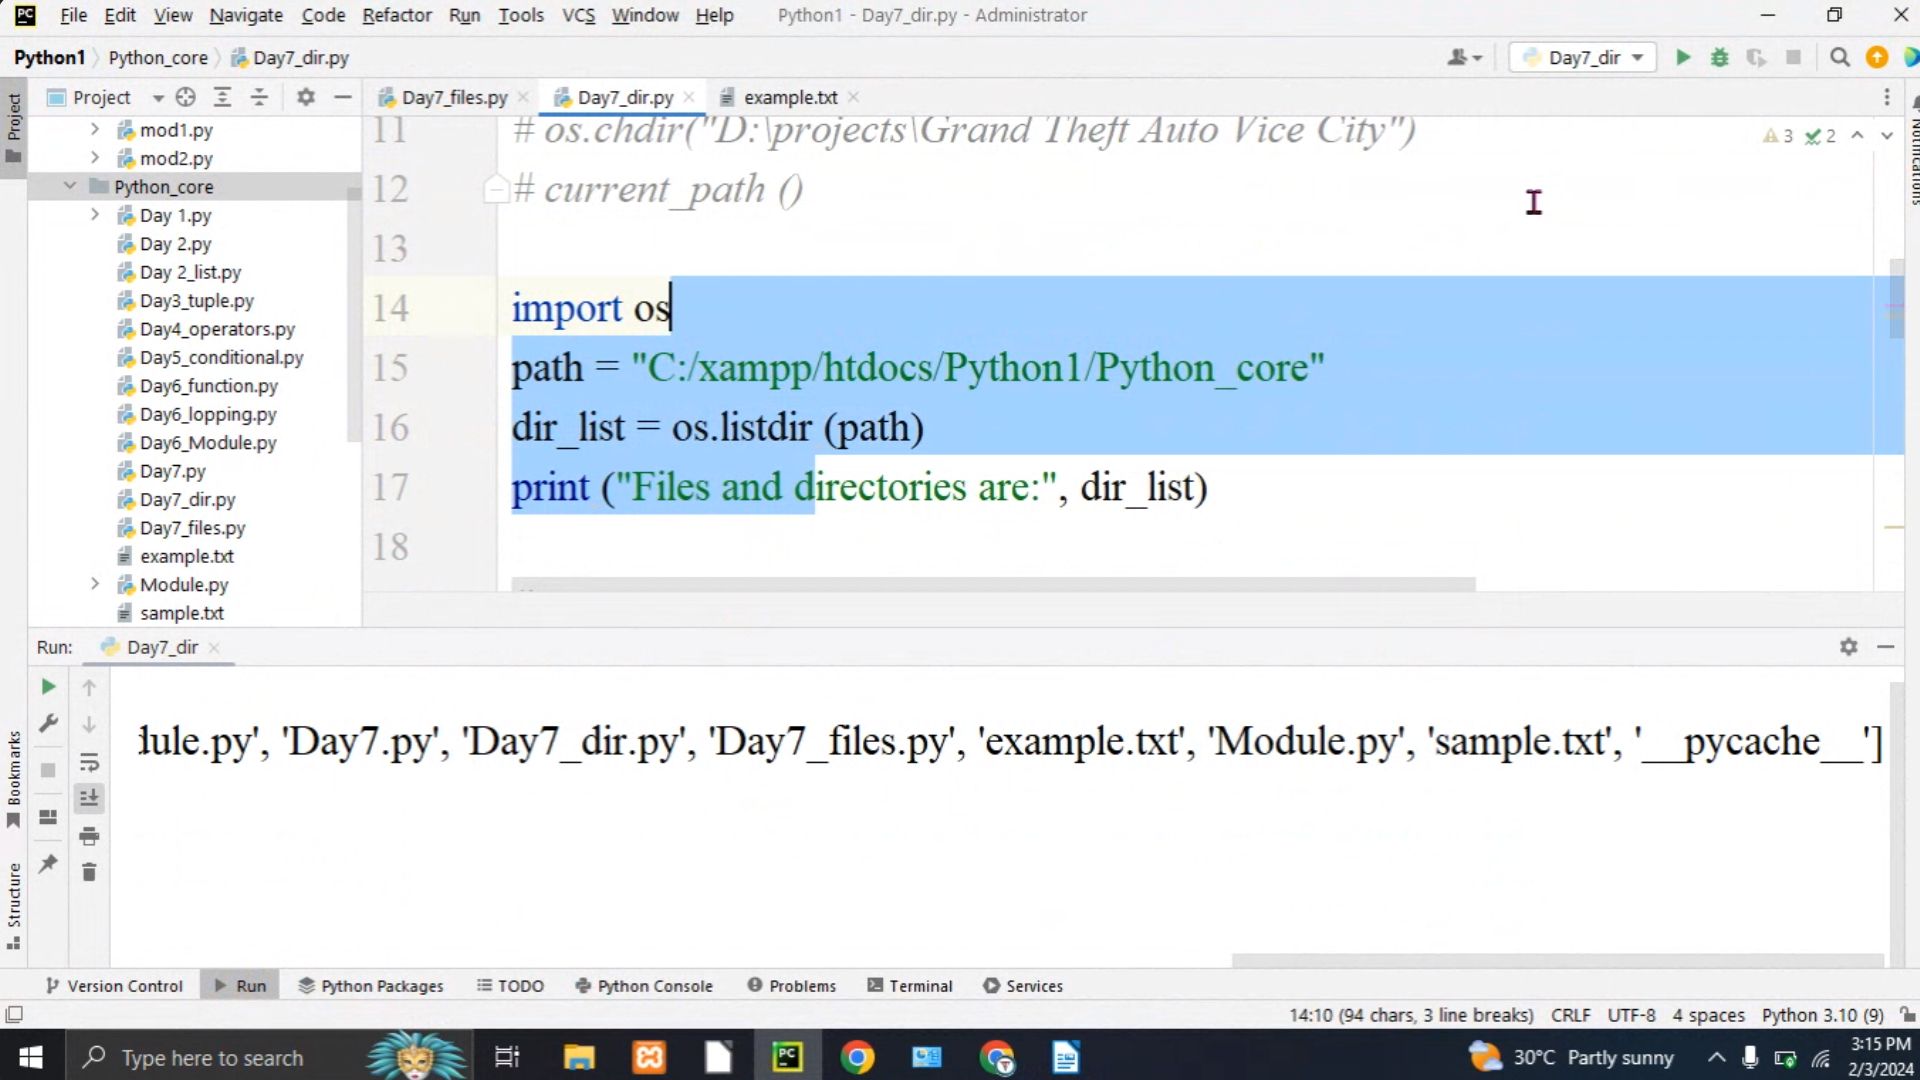 PC File Edit View Navigate Code Refactor Run Tools VCS Window Help Python1 - Day7_dir.py - Administrator
Python1 Python_core Day7_dir.py Day7_dir
Project Day7_files.py Day7_dir.py example.txt
Project
Notifications
mod1.py
mod2.py
Python_core
Day 1.py
Day 2.py
Day 2_list.py
Day3_tuple.py
Day4_operators.py
Day5_conditional.py
Day6_function.py
Day6_lopping.py
Day6_Module.py
Day7.py
Day7_dir.py
Day7_files.py
example.txt
Module.py
sample.txt
11 # os.chdir("D:\projects\Grand Theft Auto Vice City")
3 2
12 # current_path ()
13
14 import os
15 path = "C:/xampp/htdocs/Python1/Python_core"
16 dir_list = os.listdir (path)
17 print ("Files and directories are:", dir_list)
18
Run: Day7_dir
dule.py', 'Day7.py', 'Day7_dir.py', 'Day7_files.py', 'example.txt', 'Module.py', 'sample.txt', '__pycache__']
Bookmarks
Structure
Version Control Run Python Packages TODO Python Console Problems Terminal Services
14:10 (94 chars, 3 line breaks) CRLF UTF-8 4 spaces Python 3.10 (9)
Type here to search PC 30°C Partly sunny 3:15 PM
2/3/2024